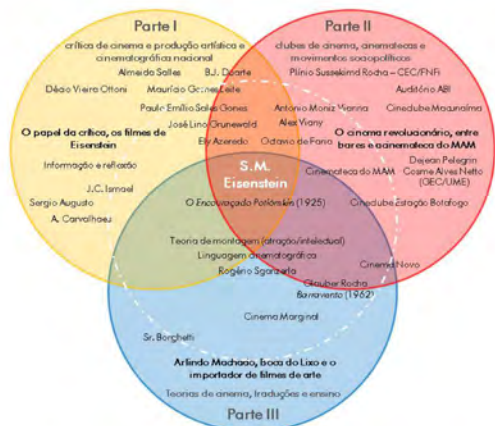 Parte I
Parte II
crítica de cinema e produção artística e
cinematográfica nacional
clubes de cinema, cinematecas e
movimentos sociopolíticos
Almeida Salles
B.J. Duarte
Plínio Sussekind Rocha – CEC/FNFi
Décio Vieira Ottoni
Maurício Gomes Leite
Auditório ABI
Paulo Emílio Sales Gomes
Antonio Moniz Vianna
Cineclube Macunaíma
José Lino Grunewald
Alex Viany
O papel da crítica, os filmes de
Eisenstein
Ely Azeredo
Octavio de Faria
O cinema revolucionário, entre
bares e a cinemateca do MAM
S.M.
Eisenstein
Informação e reflexão
Cinemateca do MAM
Dejean Pelegrin
Cosme Alves Netto
(GEC/UME)
J.C. Ismael
Sergio Augusto
O Encouraçado Potiômkin (1925)
Cineclube Estação Botafogo
A. Carvalhaes
Teoria de montagem (atração/intelectual)
Linguagem cinematográfica
Rogério Sganzerla
Cinema Novo
Glauber Rocha
Barravento (1962)
Cinema Marginal
Sr. Borghetti
Arlindo Machado, Boca do Lixo e o
importador de filmes de arte
Teorias de cinema, traduções e ensino
Parte III